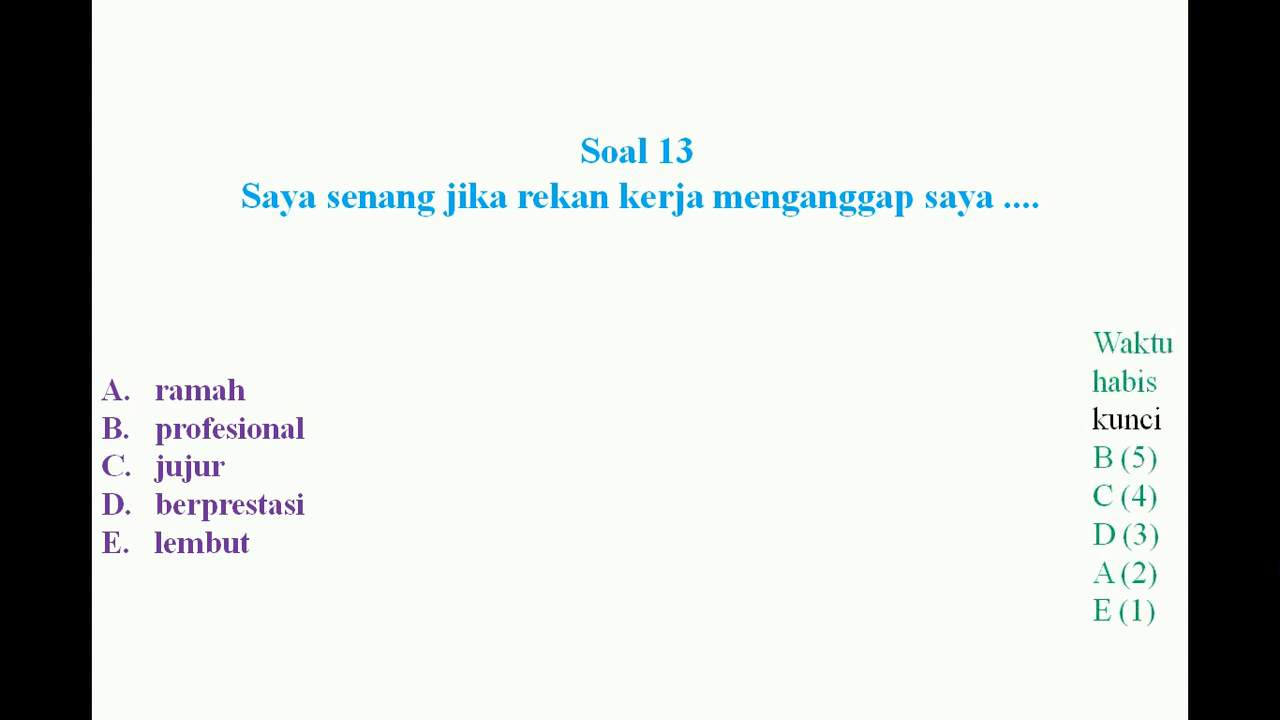 Soal 13
Saya senang jika rekan kerja menganggap saya ....
A. ramah
B. profesional
C. jujur
D. berprestasi
E. lembut
Waktu
habis
kunci
B (5)
C (4)
D (3)
A (2)
E (1)